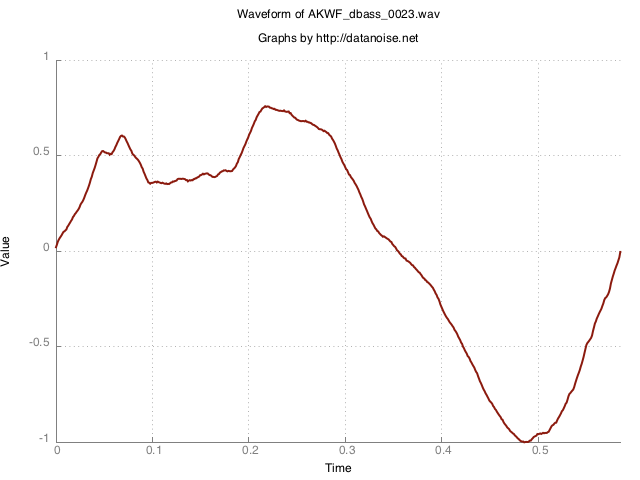 Waveform of AKWF_dbass_0023.wav
Graphs by http://datanoise.net
1
0.5
0
-0.5
-1
Value
0 0.1 0.2 0.3 0.4 0.5
Time